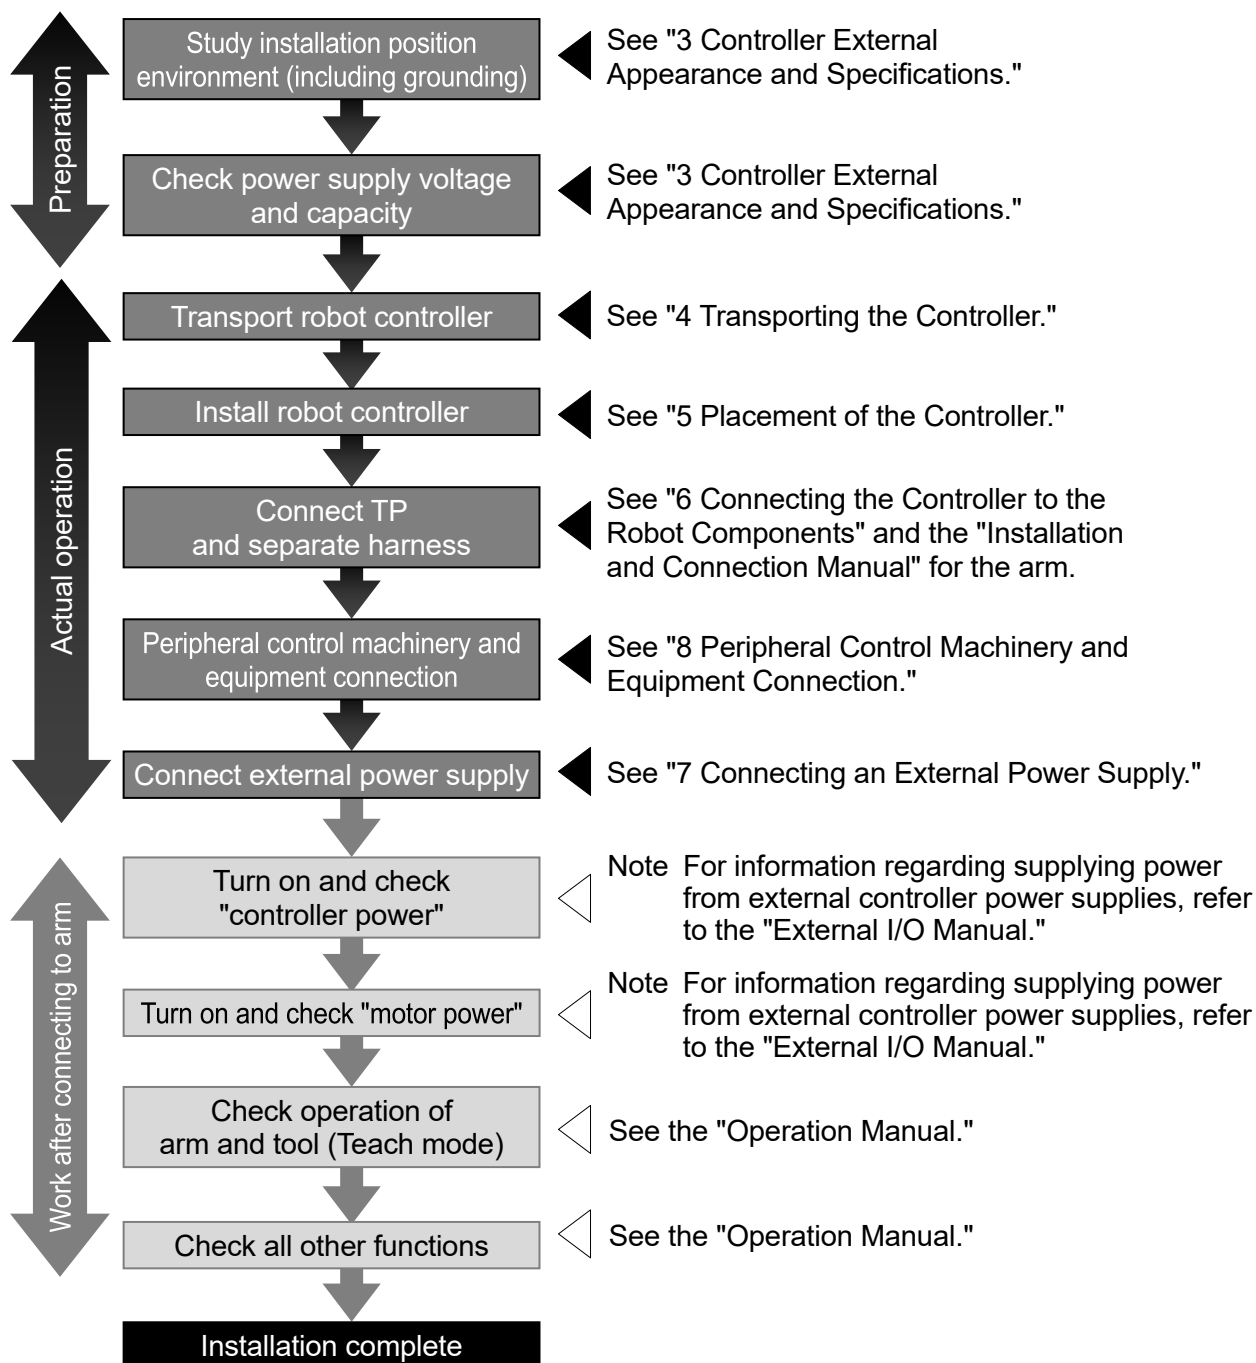 Preparation
Study installation position
environment (including grounding)
See "3 Controller External
Appearance and Specifications."
Check power supply voltage
and capacity
See "3 Controller External
Appearance and Specifications."
Actual operation
Transport robot controller
See "4 Transporting the Controller."
Install robot controller
See "5 Placement of the Controller."
Connect TP
and separate harness
See "6 Connecting the Controller to the
Robot Components" and the "Installation
and Connection Manual" for the arm.
Peripheral control machinery and
equipment connection
See "8 Peripheral Control Machinery and
Equipment Connection."
Connect external power supply
See "7 Connecting an External Power Supply."
Work after connecting to arm
Turn on and check
"controller power"
Note For information regarding supplying power
from external controller power supplies, refer
to the "External I/O Manual."
Turn on and check "motor power"
Note For information regarding supplying power
from external controller power supplies, refer
to the "External I/O Manual."
Check operation of
arm and tool (Teach mode)
See the "Operation Manual."
Check all other functions
See the "Operation Manual."
Installation complete